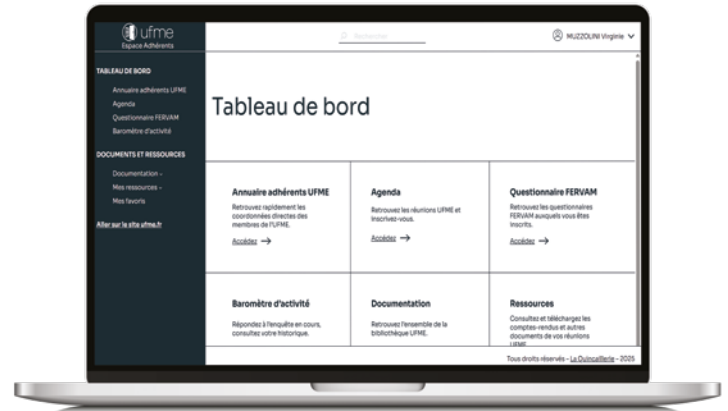 ufme
Espace Adhérents
Rechercher
MUZZOLINI Virginie
TABLEAU DE BORD
Annuaire adhérents UFME
Agenda
Questionnaire FERVAM
Baromètre d'activité
DOCUMENTS ET RESSOURCES
Documentation –
Mes ressources –
Mes favoris
Aller sur le site ufme.fr
Tableau de bord
Annuaire adhérents UFME
Retrouvez rapidement les
coordonnées directes des
membres de l'UFME.
Accédez →
Agenda
Retrouvez les réunions UFME et
inscrivez-vous.
Accédez →
Questionnaire FERVAM
Retrouvez les questionnaires
FERVAM auxquels vous êtes
inscrits.
Accédez →
Baromètre d'activité
Répondez à l'enquête en cours,
consultez votre historique.
Documentation
Retrouvez l'ensemble de la
bibliothèque UFME.
Ressources
Consultez et téléchargez les
comptes-rendus et autres
documents de vos réunions
UFME
Tous droits réservés – La Quincaillerie – 2025